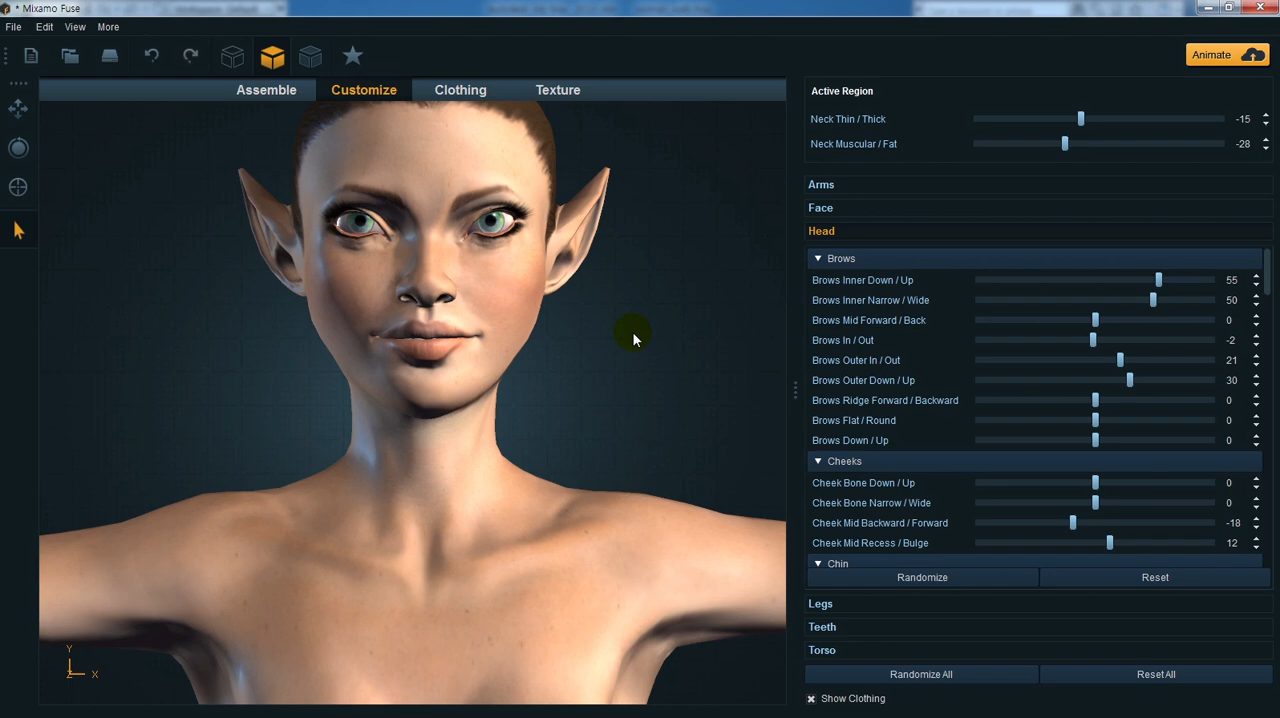 * Mixamo Fuse
File Edit View More
Animate
Assemble Customize Clothing Texture
Active Region
Neck Thin / Thick -15
Neck Muscular / Fat -28
Arms
Face
Head
Brows
Brows Inner Down / Up 55
Brows Inner Narrow / Wide 50
Brows Mid Forward / Back 0
Brows In / Out -2
Brows Outer In / Out 21
Brows Outer Down / Up 30
Brows Ridge Forward / Backward 0
Brows Flat / Round 0
Brows Down / Up 0
Cheeks
Cheek Bone Down / Up 0
Cheek Bone Narrow / Wide 0
Cheek Mid Backward / Forward -18
Cheek Mid Recess / Bulge 12
Chin
Randomize Reset
Legs
Teeth
Torso
Randomize All Reset All
Show Clothing
Y
Z X